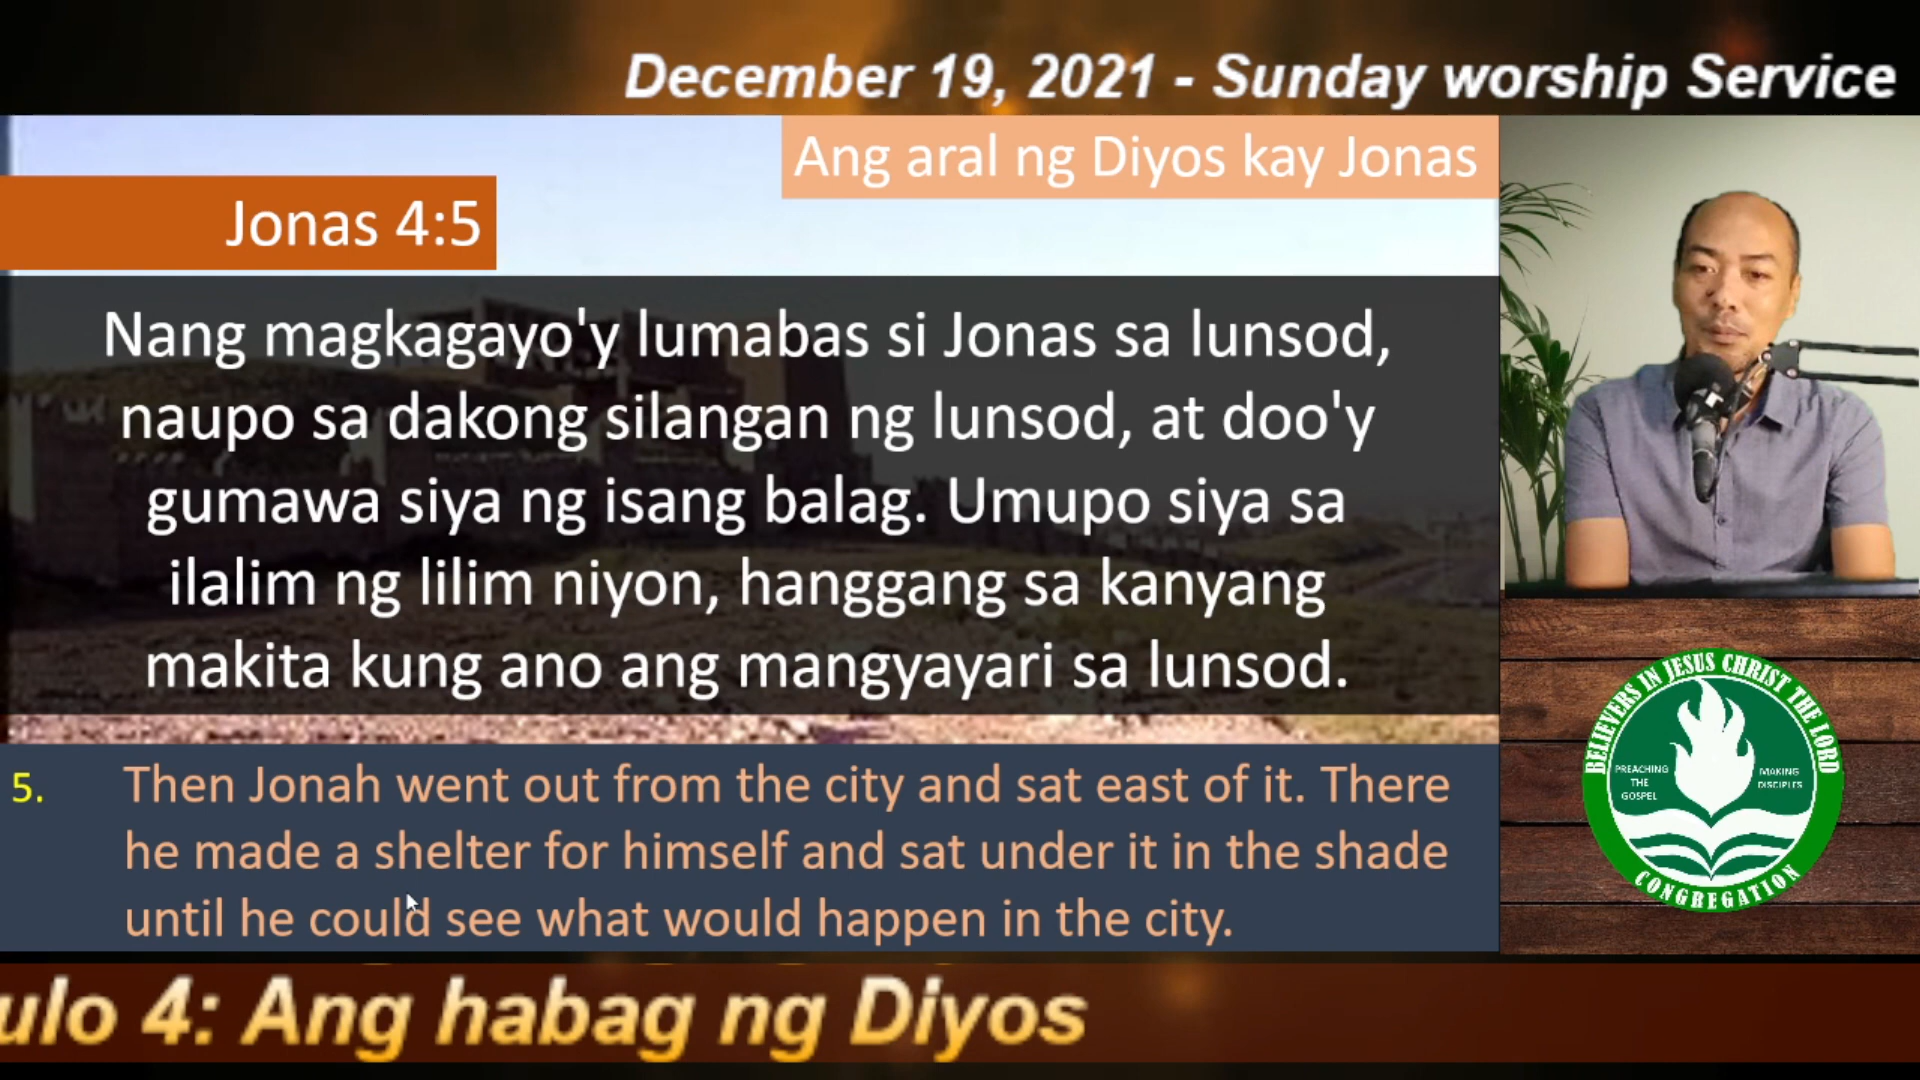 December 19, 2021 - Sunday worship Service
Ang aral ng Diyos kay Jonas
Jonas 4:5
Nang magkagayo'y lumabas si Jonas sa lunsod,
naupo sa dakong silangan ng lunsod, at doo'y
gumawa siya ng isang balag. Umupo siya sa
ilalim ng lilim niyon, hanggang sa kanyang
makita kung ano ang mangyayari sa lunsod.
5. Then Jonah went out from the city and sat east of it. There
he made a shelter for himself and sat under it in the shade
until he could see what would happen in the city.
BELIEVERS IN JESUS CHRIST THE LORD
PREACHING
THE
GOSPEL
MAKING
DISCIPLES
CONGREGATION
ulo 4: Ang habag ng Diyos